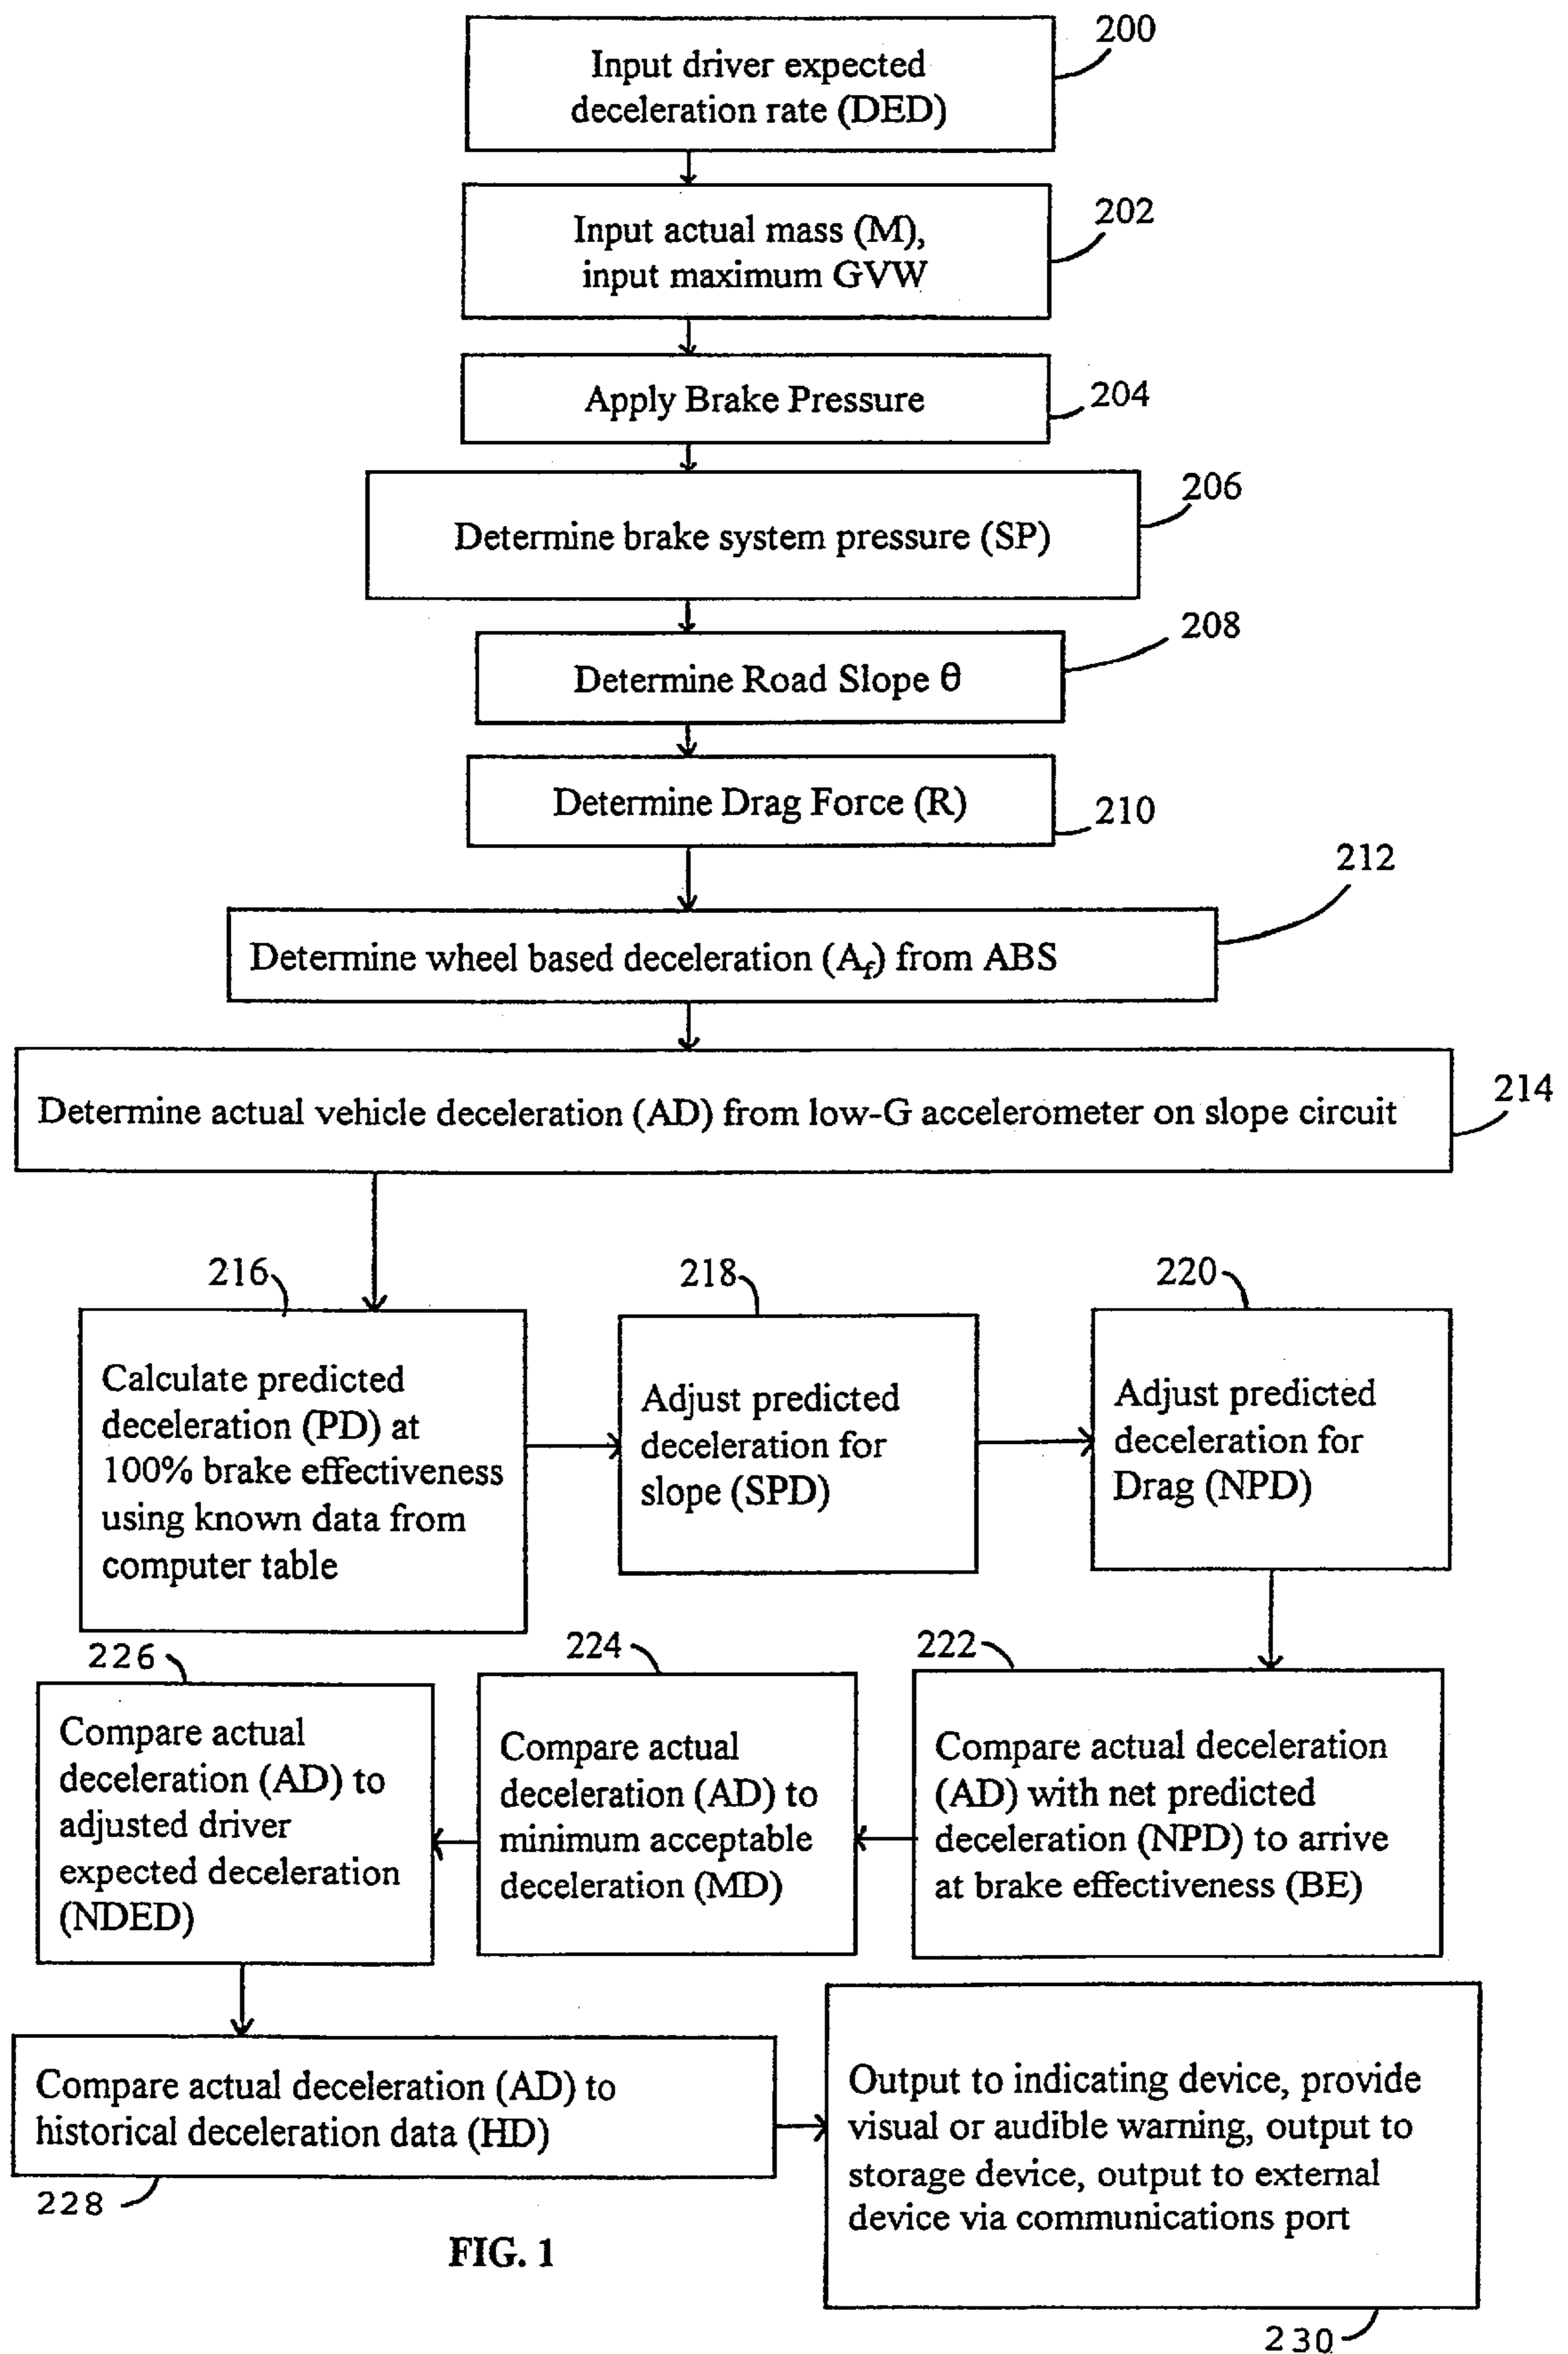 200
Input driver expected
deceleration rate (DED)
202
Input actual mass (M),
input maximum GVW
204
Apply Brake Pressure
206
Determine brake system pressure (SP)
208
Determine Road Slope θ
Determine Drag Force (R)
210
212
Determine wheel based deceleration (Af) from ABS
214
Determine actual vehicle deceleration (AD) from low-G accelerometer on slope circuit
216
Calculate predicted
deceleration (PD) at
100% brake effectiveness
using known data from
computer table
218
Adjust predicted
deceleration for
slope (SPD)
220
Adjust predicted
deceleration for
Drag (NPD)
222
Compare actual deceleration
(AD) with net predicted
deceleration (NPD) to arrive
at brake effectiveness (BE)
224
Compare actual
deceleration (AD) to
minimum acceptable
deceleration (MD)
226
Compare actual
deceleration (AD) to
adjusted driver
expected deceleration
(NDED)
Compare actual deceleration (AD) to
historical deceleration data (HD)
228
Output to indicating device, provide
visual or audible warning, output to
storage device, output to external
device via communications port
230
FIG. 1